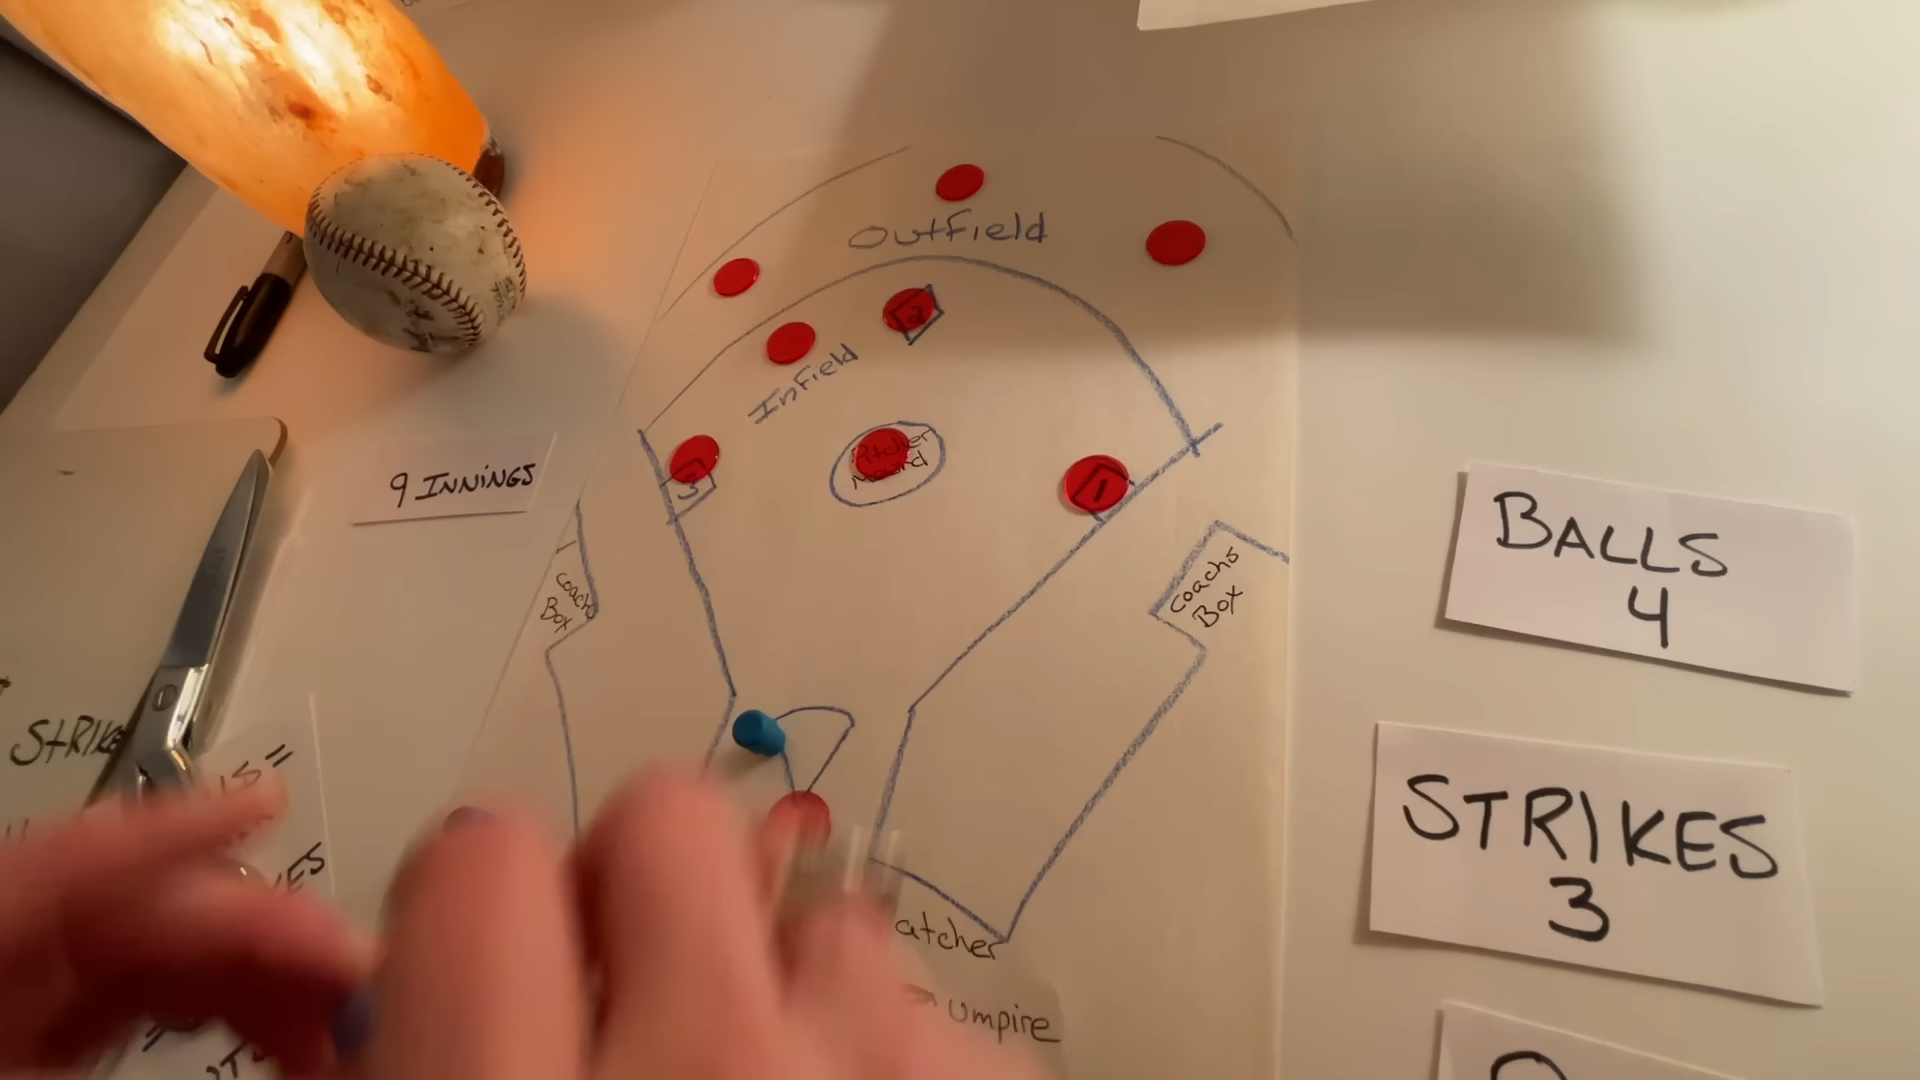 Outfield
2
Infield
Pitcher
Mound
3
1
9 INNINGS
Coachs
Box
Coachs
Box
BALLS
4
STRIKES
3
STRIKE
atcher
umpire